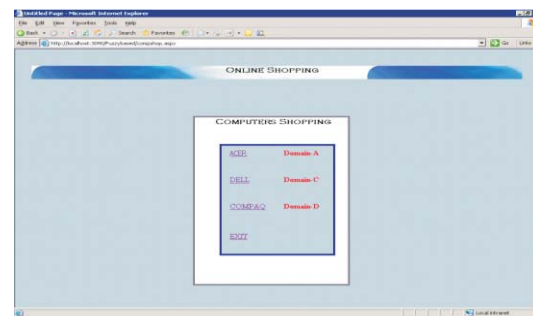 Untitled Page - Microsoft Internet Explorer
File Edit View Favorites Tools Help
Back Search Favorites
Address http://localhost:3090/Fuzzybased/compshop.aspx Go Links
ONLINE SHOPPING
COMPUTERS SHOPPING
ACER Domain-A
DELL Domain-C
COMPAQ Domain-D
EXIT
Local intranet